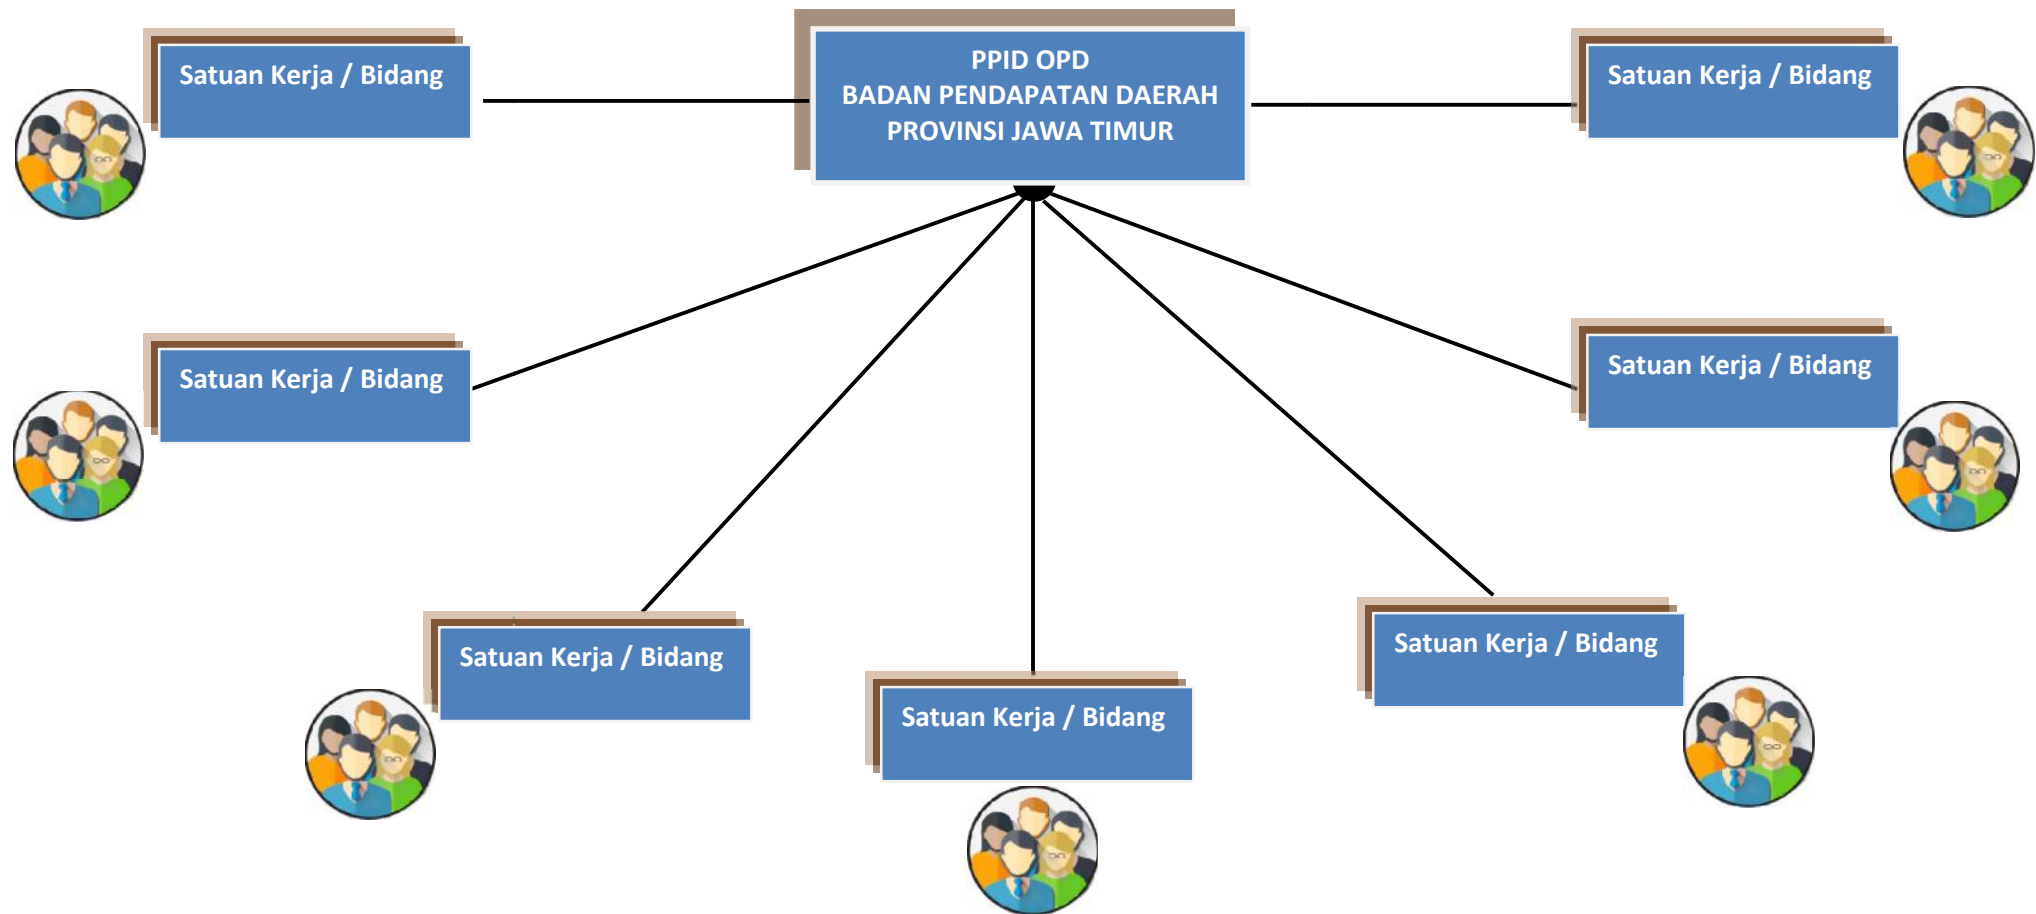 Satuan Kerja / Bidang
PPID OPD
BADAN PENDAPATAN DAERAH
PROVINSI JAWA TIMUR
Satuan Kerja / Bidang
Satuan Kerja / Bidang
Satuan Kerja / Bidang
Satuan Kerja / Bidang
Satuan Kerja / Bidang
Satuan Kerja / Bidang